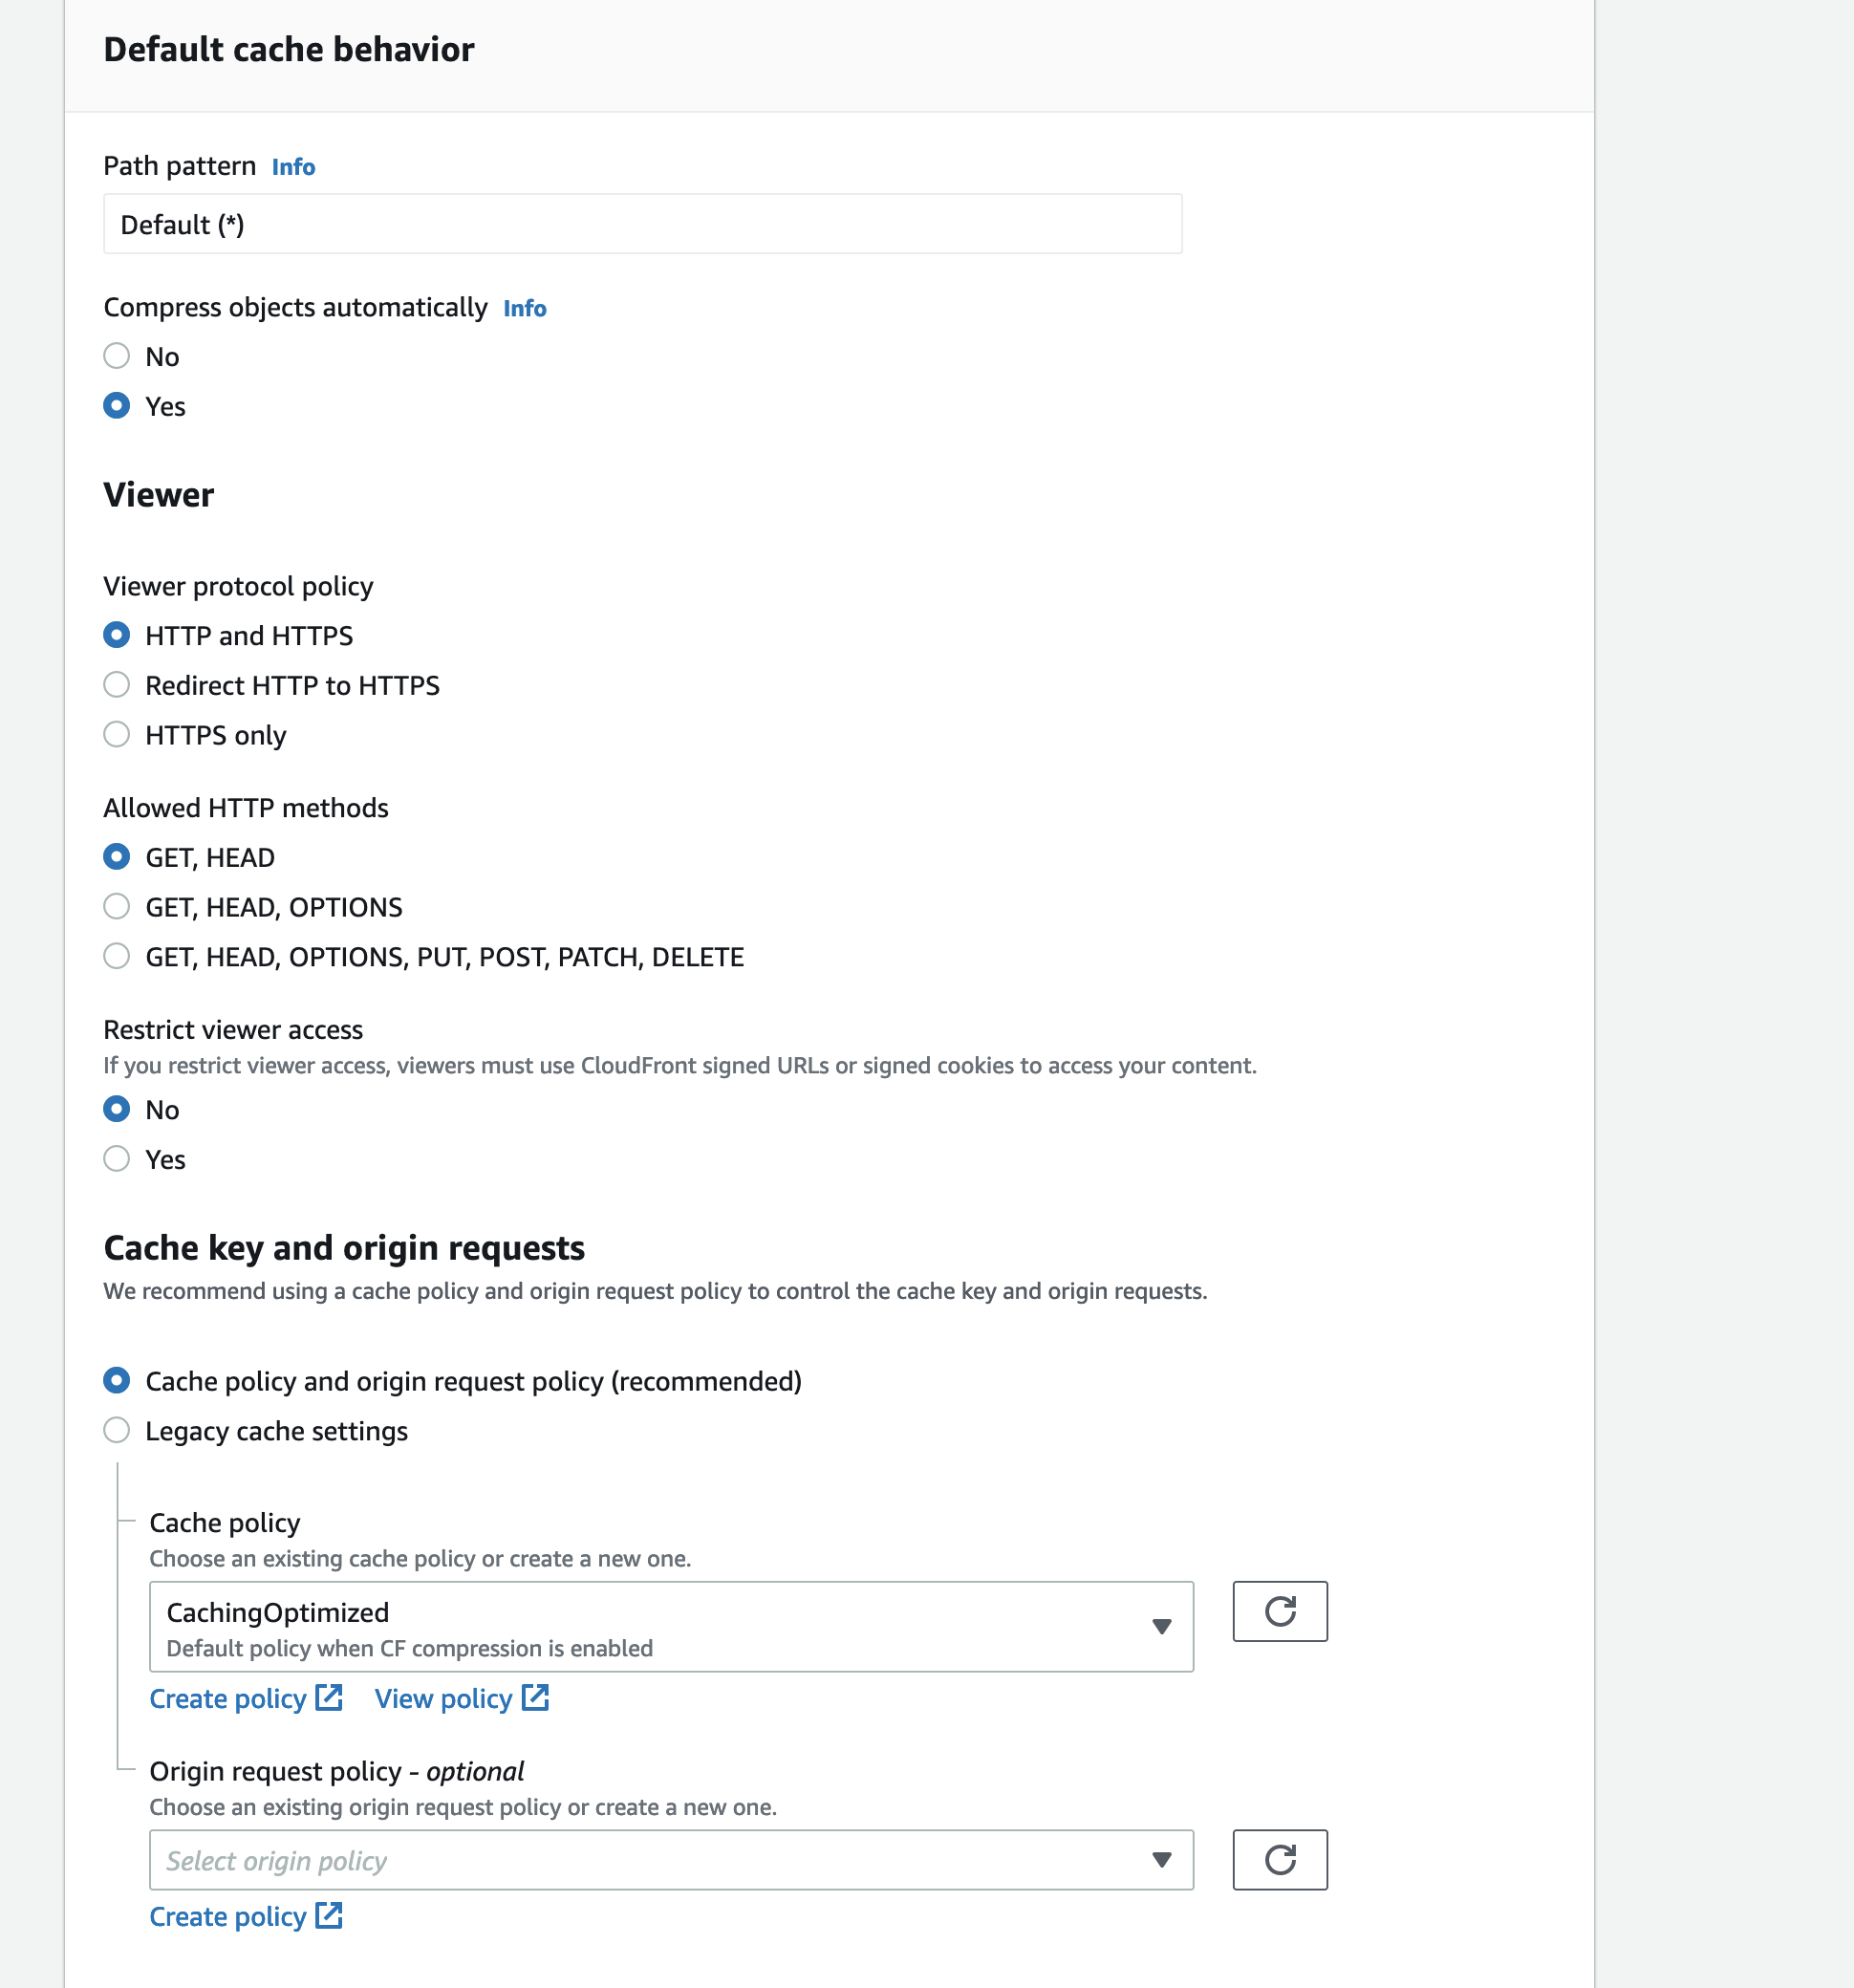 Default cache behavior
Path pattern Info
Default (*)
Compress objects automatically Info
No
Yes
Viewer
Viewer protocol policy
HTTP and HTTPS
Redirect HTTP to HTTPS
HTTPS only
Allowed HTTP methods
GET, HEAD
GET, HEAD, OPTIONS
GET, HEAD, OPTIONS, PUT, POST, PATCH, DELETE
Restrict viewer access
If you restrict viewer access, viewers must use CloudFront signed URLs or signed cookies to access your content.
No
Yes
Cache key and origin requests
We recommend using a cache policy and origin request policy to control the cache key and origin requests.
Cache policy and origin request policy (recommended)
Legacy cache settings
Cache policy
Choose an existing cache policy or create a new one.
CachingOptimized
Default policy when CF compression is enabled
Create policy View policy
Origin request policy - optional
Choose an existing origin request policy or create a new one.
Select origin policy
Create policy